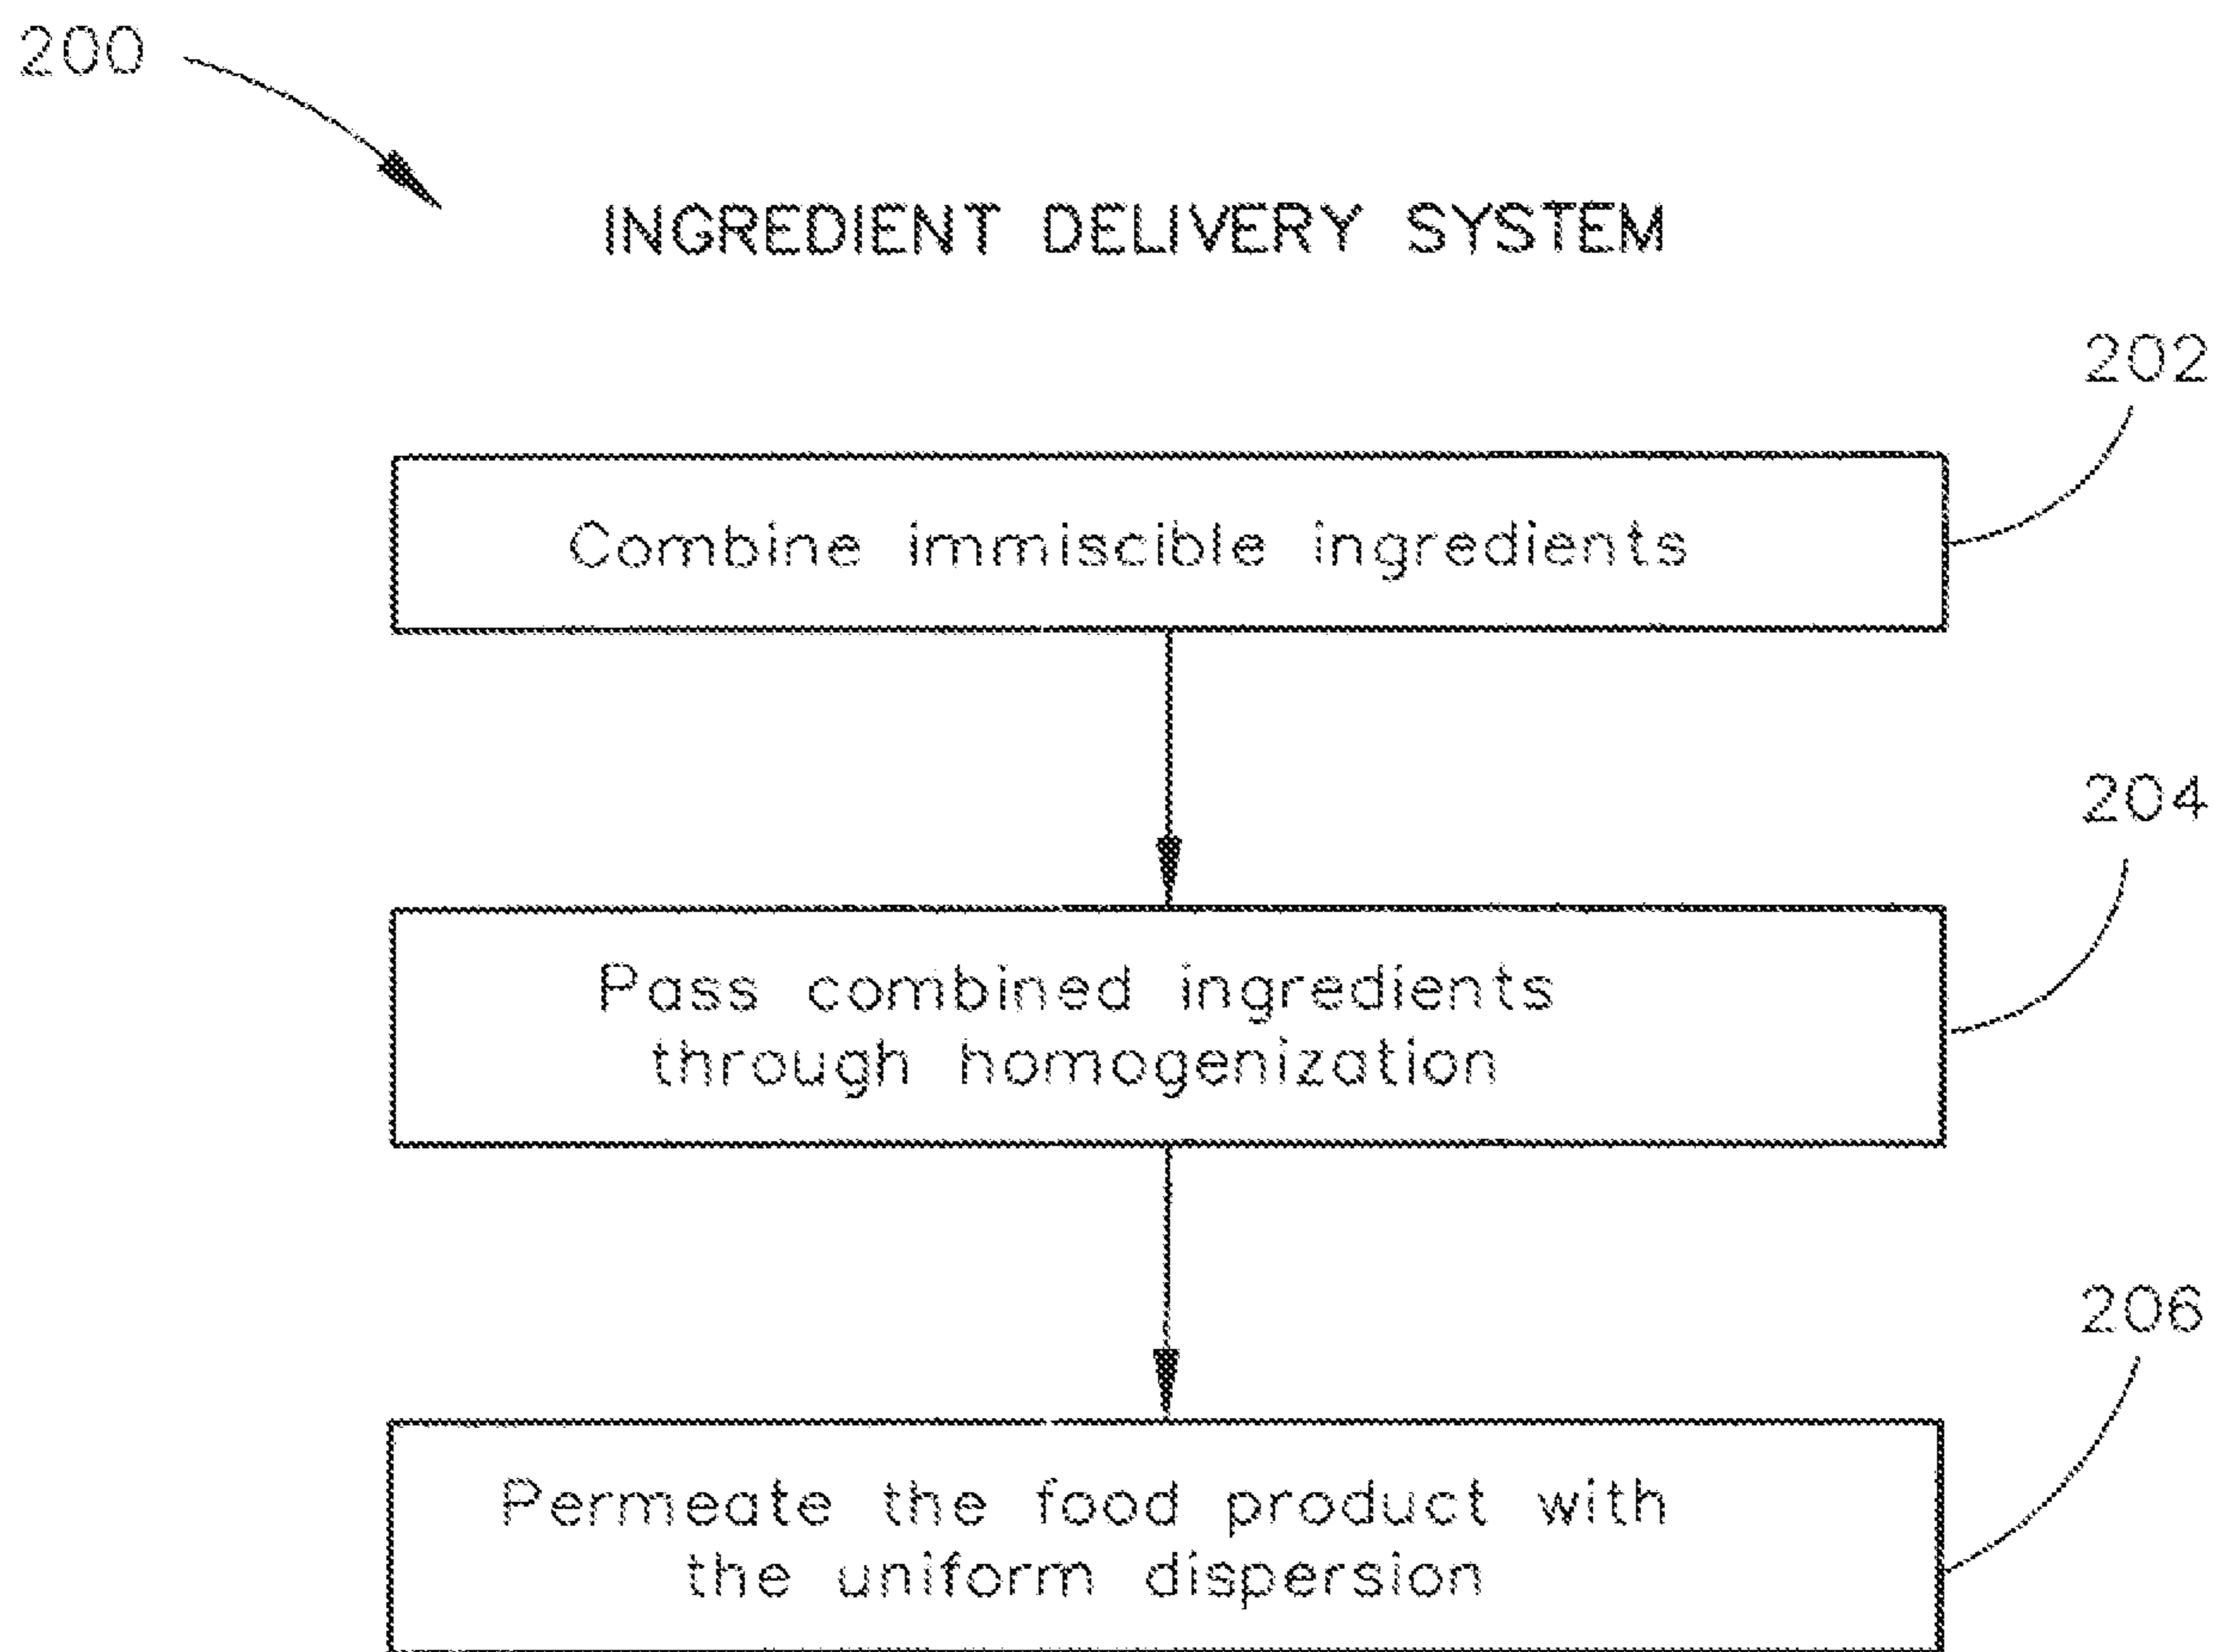 200
INGREDIENT DELIVERY SYSTEM
202
Combine immiscible ingredients
204
Pass combined ingredients
through homogenization
206
Permeate the food product with
the uniform dispersion